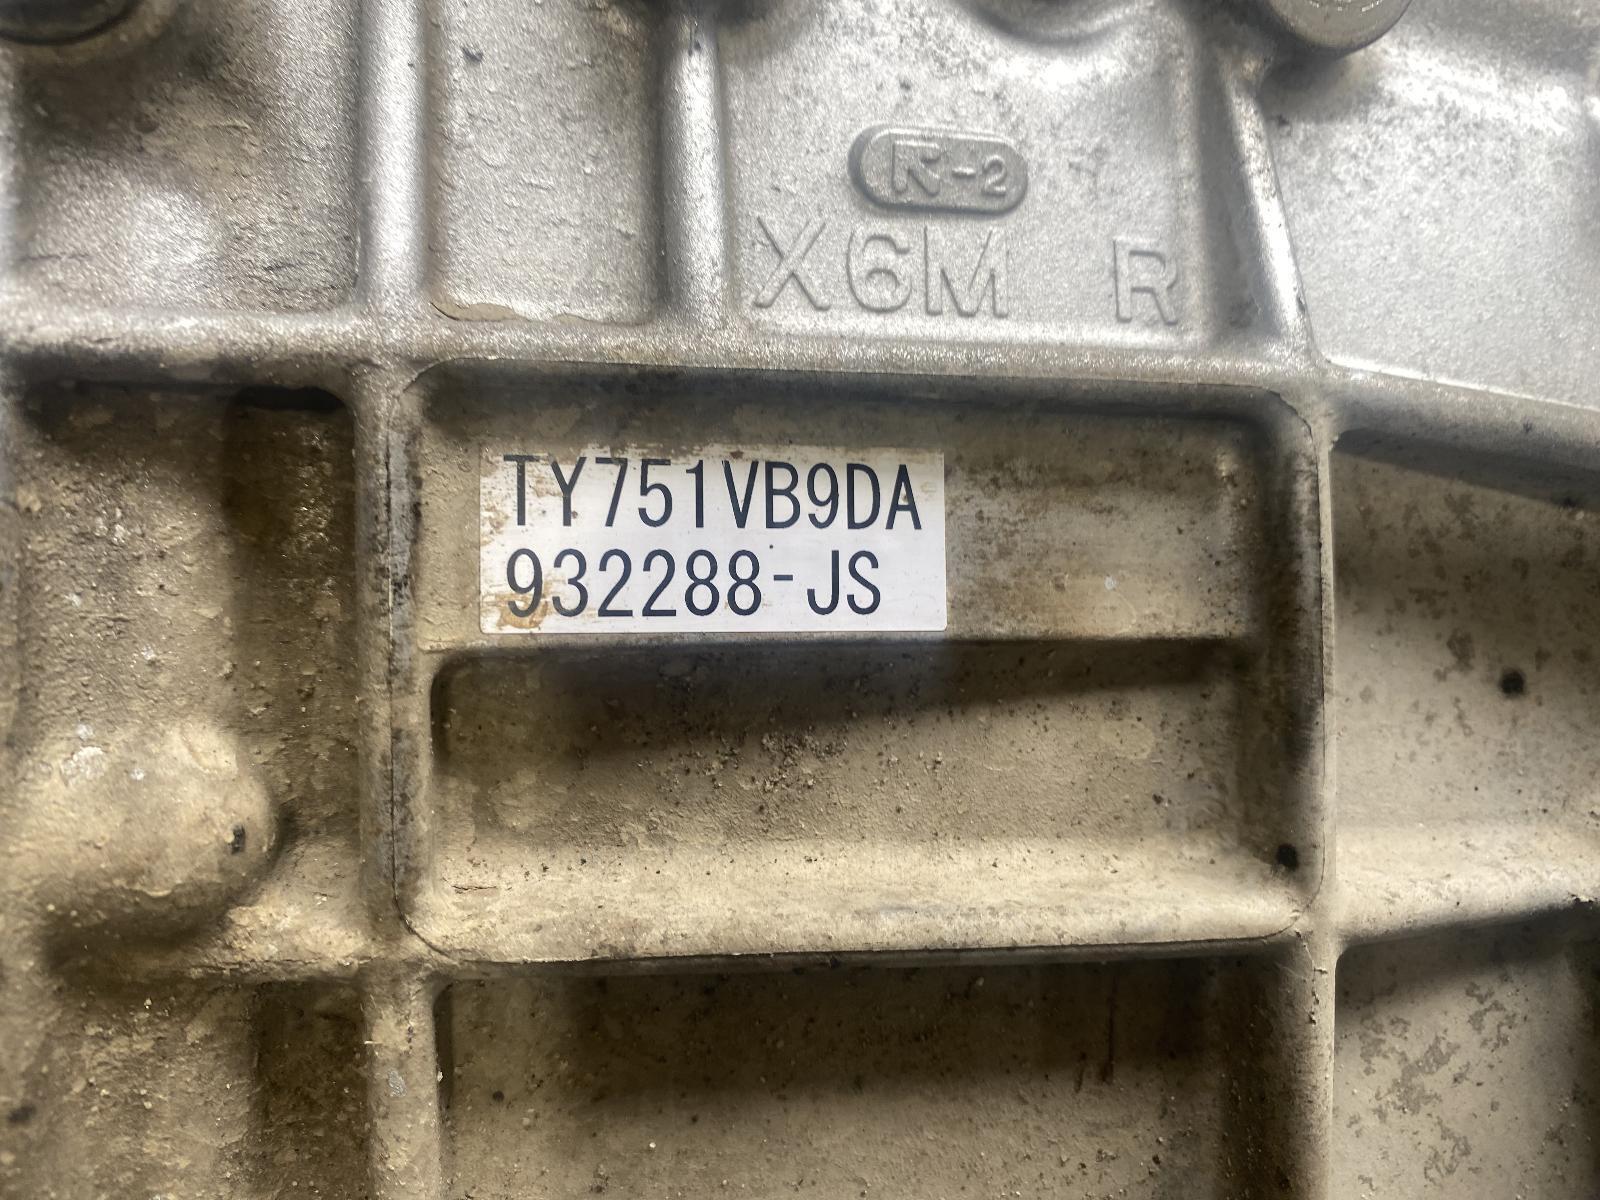 R-2
X6M R
TY751VB9DA
932288-JS